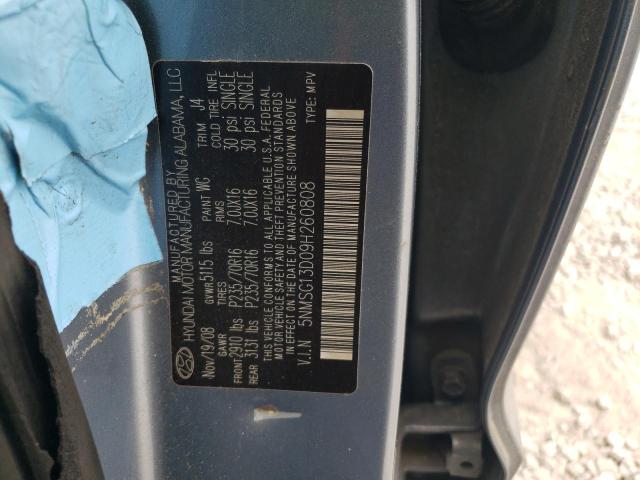 MANUFACTURED BY
HYUNDAI MOTOR MANUFACTURING ALABAMA, LLC
Nov/19/08 GVWR 5115 lbs PAINT WC TRIM U4
GAWR TIRES RIMS COLD TIRE INFL
FRONT 2910 lbs P235/70R16 7.0JX16 30 psi SINGLE
REAR 3131 lbs P235/70R16 7.0JX16 30 psi SINGLE
THIS VEHICLE CONFORMS TO ALL APPLICABLE U.S.A. FEDERAL
MOTOR VEHICLE SAFETY, BUMPER AND THEFT PREVENTION STANDARDS
IN EFFECT ON THE DATE OF MANUFACTURE SHOWN ABOVE.
V.I.N 5NMSG13D09H260808 TYPE: MPV